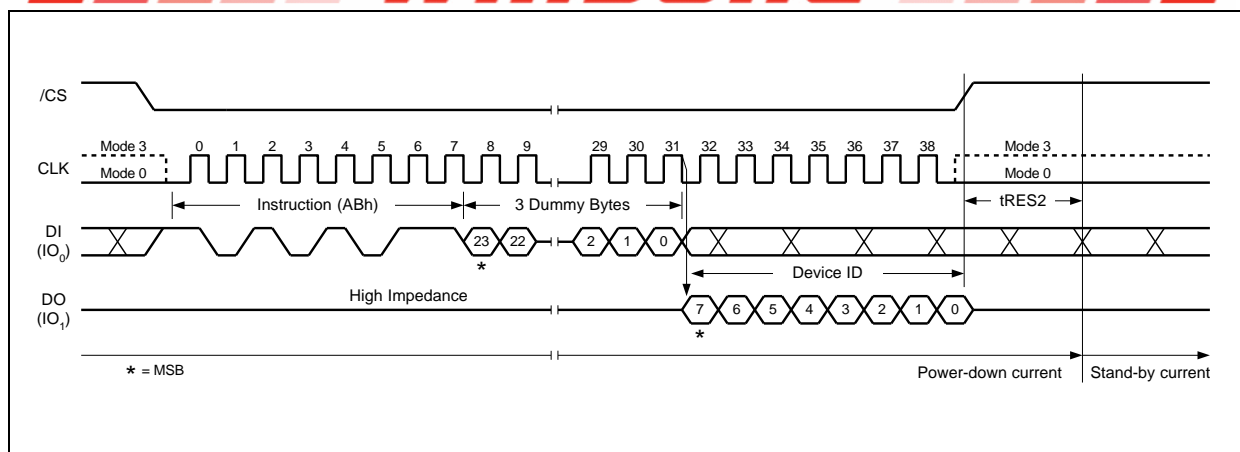 /CS
Mode 3 0 1 2 3 4 5 6 7 8 9 29 30 31 32 33 34 35 36 37 38 Mode 3
CLK
Mode 0 Mode 0
Instruction (ABh) 3 Dummy Bytes tRES2
DI
(IO0)
23 22 2 1 0
*
Device ID
High Impedance
DO
(IO1)
7 6 5 4 3 2 1 0
*
* = MSB
Power-down current Stand-by current